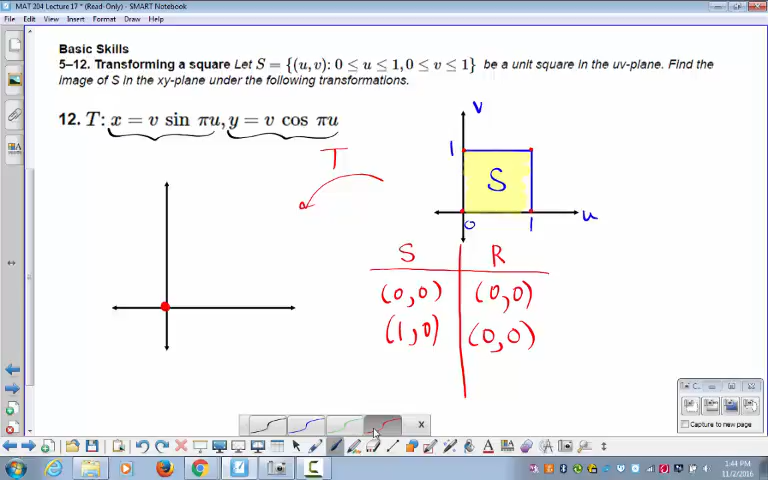 MAT 204 Lecture 17 * (Read-Only) - SMART Notebook
File Edit View Insert Format Draw Window Help
Basic Skills
5–12. Transforming a square Let S = {(u, v): 0 ≤ u ≤ 1, 0 ≤ v ≤ 1} be a unit square in the uv-plane. Find the
image of S in the xy-plane under the following transformations.
12. T: x = v sin πu, y = v cos πu
T
v
1
S
0
1
u
S R
(0,0) (0,0)
(1,0) (0,0)
Capture to new page
1:44 PM
11/2/2016